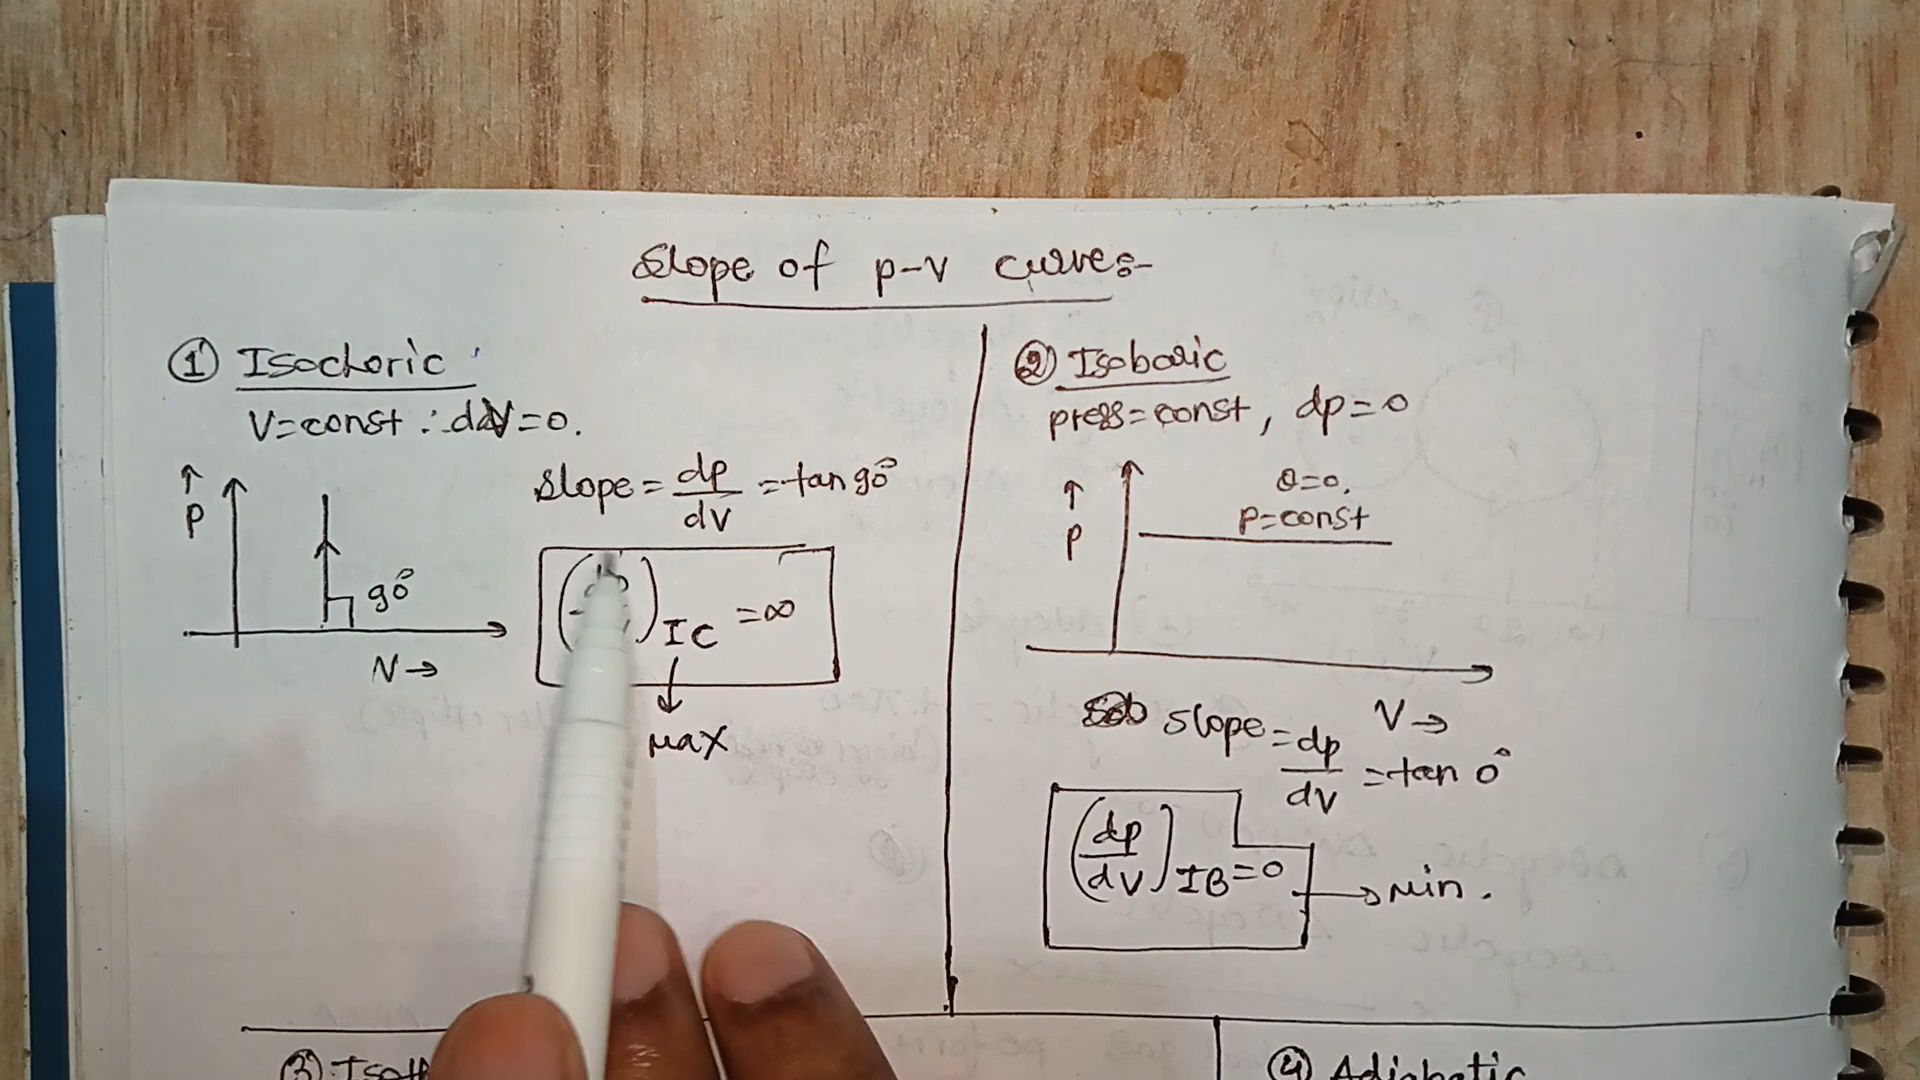 Slope of p-v curves:-
① Isochoric
V=const ∴ dV=0.
↑
P
90°
V→
Slope = dp/dV = tan 90°
( )IC = ∞
↓
Max
② Isobaric
press=const, dp=0
↑
P
θ=0.
P=const
V→
Slope = dp/dV = tan 0°
(dp/dV)IB = 0 → Min.
③
④ Adiabatic